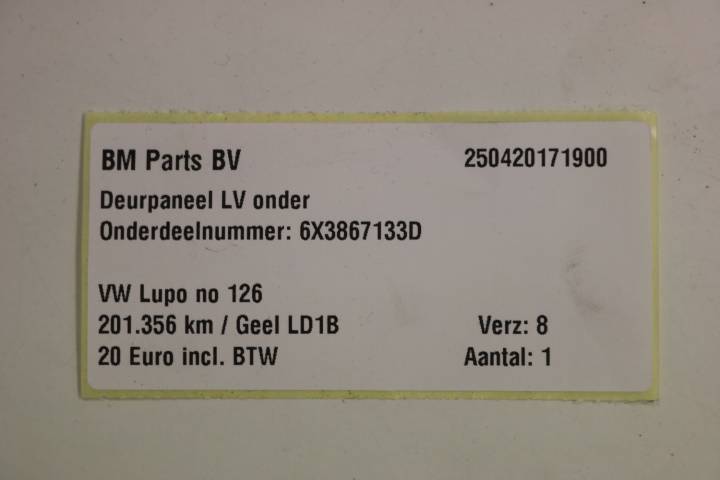 BM Parts BV 250420171900
Deurpaneel LV onder
Onderdeelnummer: 6X3867133D
VW Lupo no 126
201.356 km / Geel LD1B Verz: 8
20 Euro incl. BTW Aantal: 1